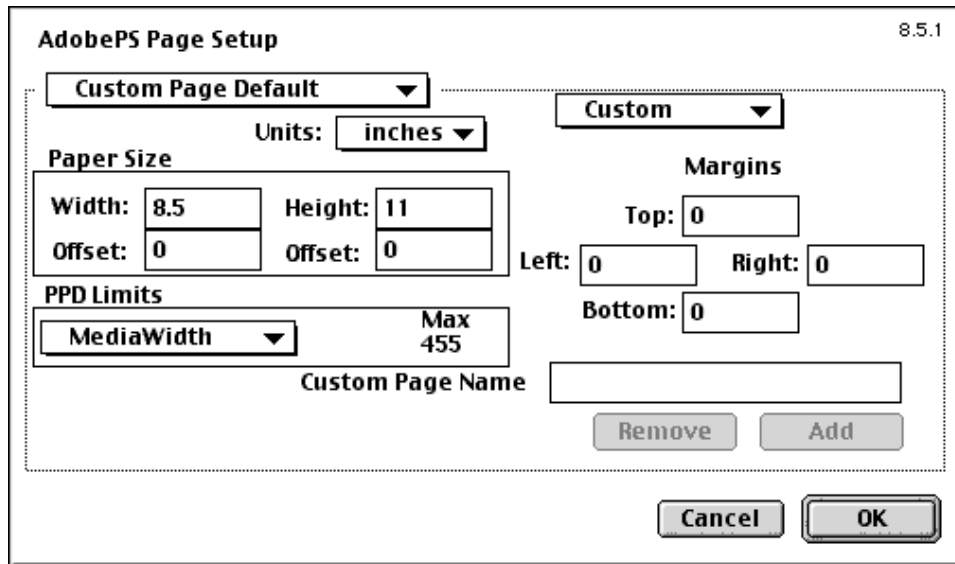 AdobePS Page Setup
8.5.1
Custom Page Default
Custom
Units: inches
Paper Size
Margins
Width: 8.5 Height: 11
Top: 0
Offset: 0 Offset: 0
Left: 0 Right: 0
PPD Limits
Bottom: 0
MediaWidth
Max
455
Custom Page Name
Remove Add
Cancel OK